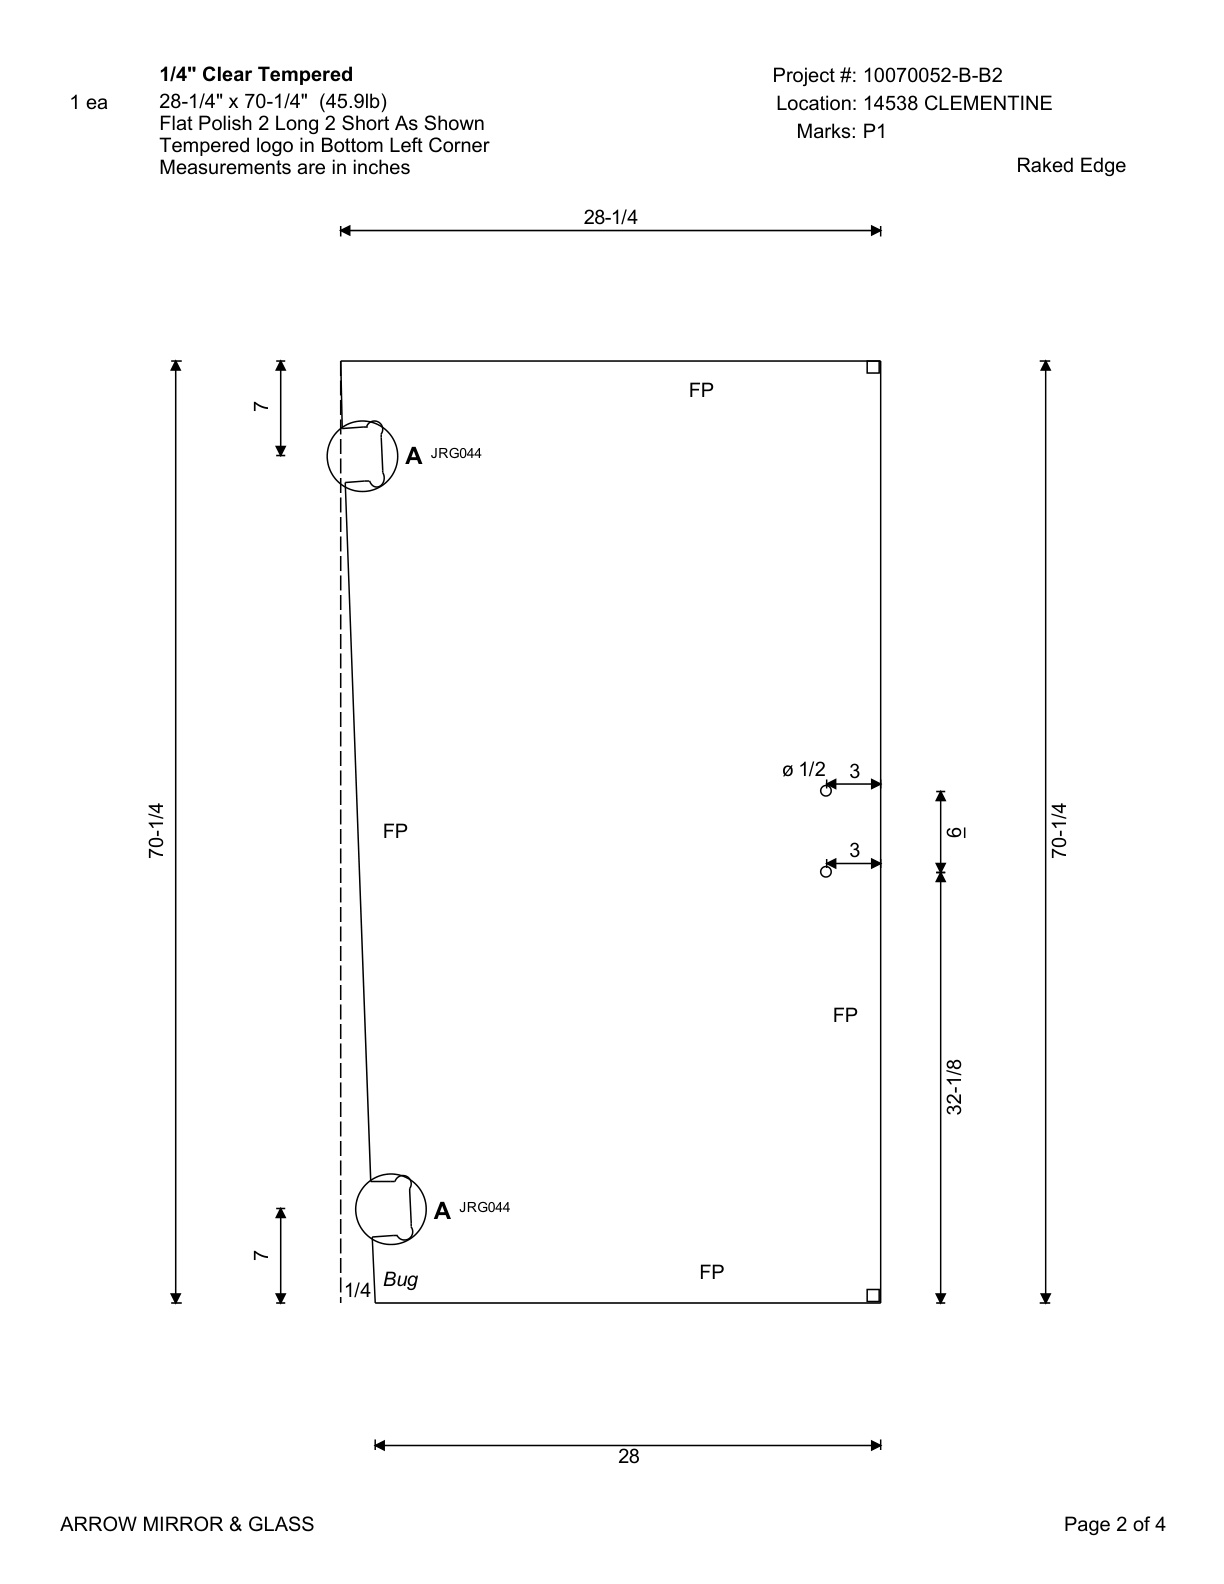 1/4" Clear Tempered
1 ea
28-1/4" x 70-1/4" (45.9lb)
Flat Polish 2 Long 2 Short As Shown
Tempered logo in Bottom Left Corner
Measurements are in inches
Project #: 10070052-B-B2
Location: 14538 CLEMENTINE
Marks: P1
Raked Edge
28-1/4
FP
7
A JRG044
ø 1/2
3
70-1/4
FP
6
70-1/4
3
FP
32-1/8
A JRG044
7
1/4
Bug
FP
28
ARROW MIRROR & GLASS
Page 2 of 4